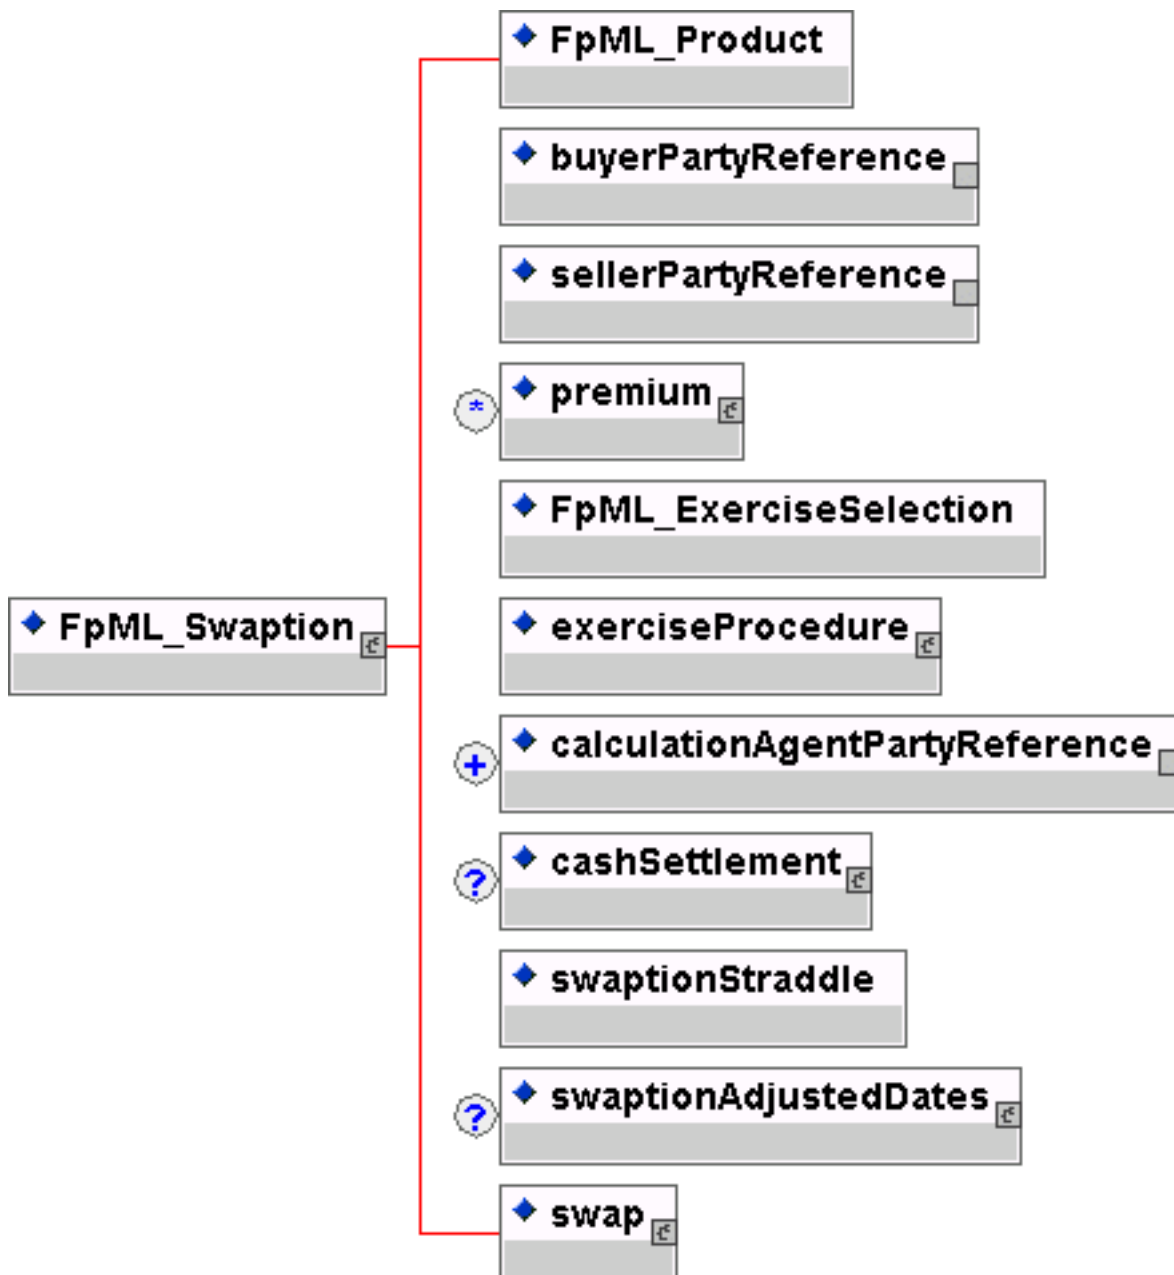 FpML_Product
buyerPartyReference
sellerPartyReference
*
premium
FpML_ExerciseSelection
FpML_Swaption
exerciseProcedure
+
calculationAgentPartyReference
?
cashSettlement
swaptionStraddle
?
swaptionAdjustedDates
swap